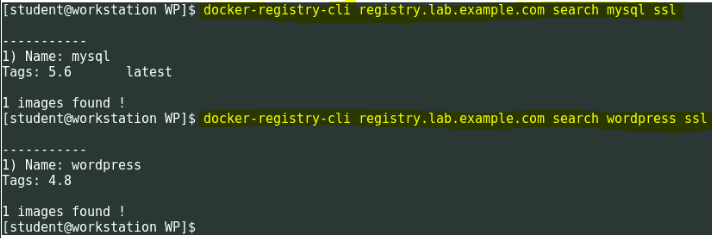 [student@workstation WP]$ docker-registry-cli registry.lab.example.com search mysql ssl
-----------
1) Name: mysql
Tags: 5.6       latest
1 images found !
[student@workstation WP]$ docker-registry-cli registry.lab.example.com search wordpress ssl
-----------
1) Name: wordpress
Tags: 4.8
1 images found !
[student@workstation WP]$